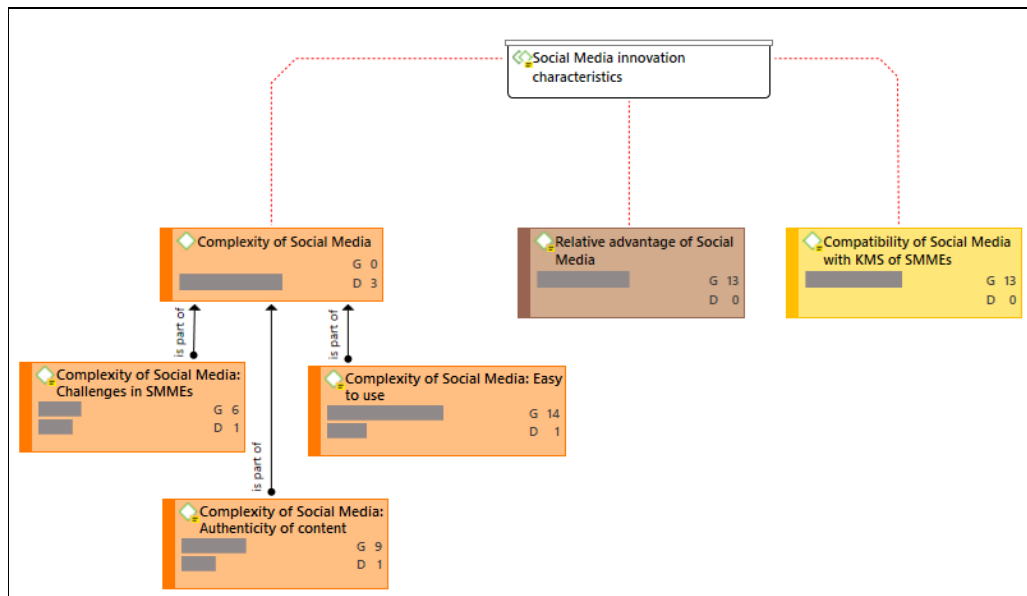 Social Media innovation
characteristics
Complexity of Social Media
G 0
D 3
Relative advantage of Social
Media
G 13
D 0
Compatibility of Social Media
with KMS of SMMEs
G 13
D 0
is part of
is part of
is part of
Complexity of Social Media:
Challenges in SMMEs
G 6
D 1
Complexity of Social Media: Easy
to use
G 14
D 1
Complexity of Social Media:
Authenticity of content
G 9
D 1